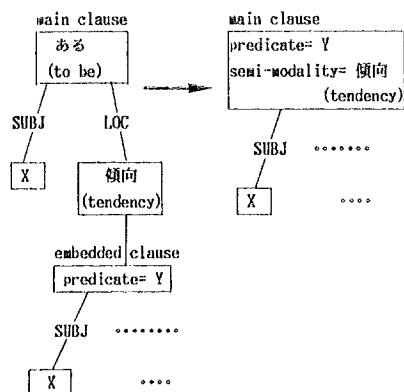 main clause
ある
(to be)
SUBJ
LOC
X
傾向
(tendency)
embedded clause
predicate= Y
SUBJ ••••••••
X ••••
main clause
predicate= Y
semi-modality= 傾向
(tendency)
SUBJ •••••••
X ••••